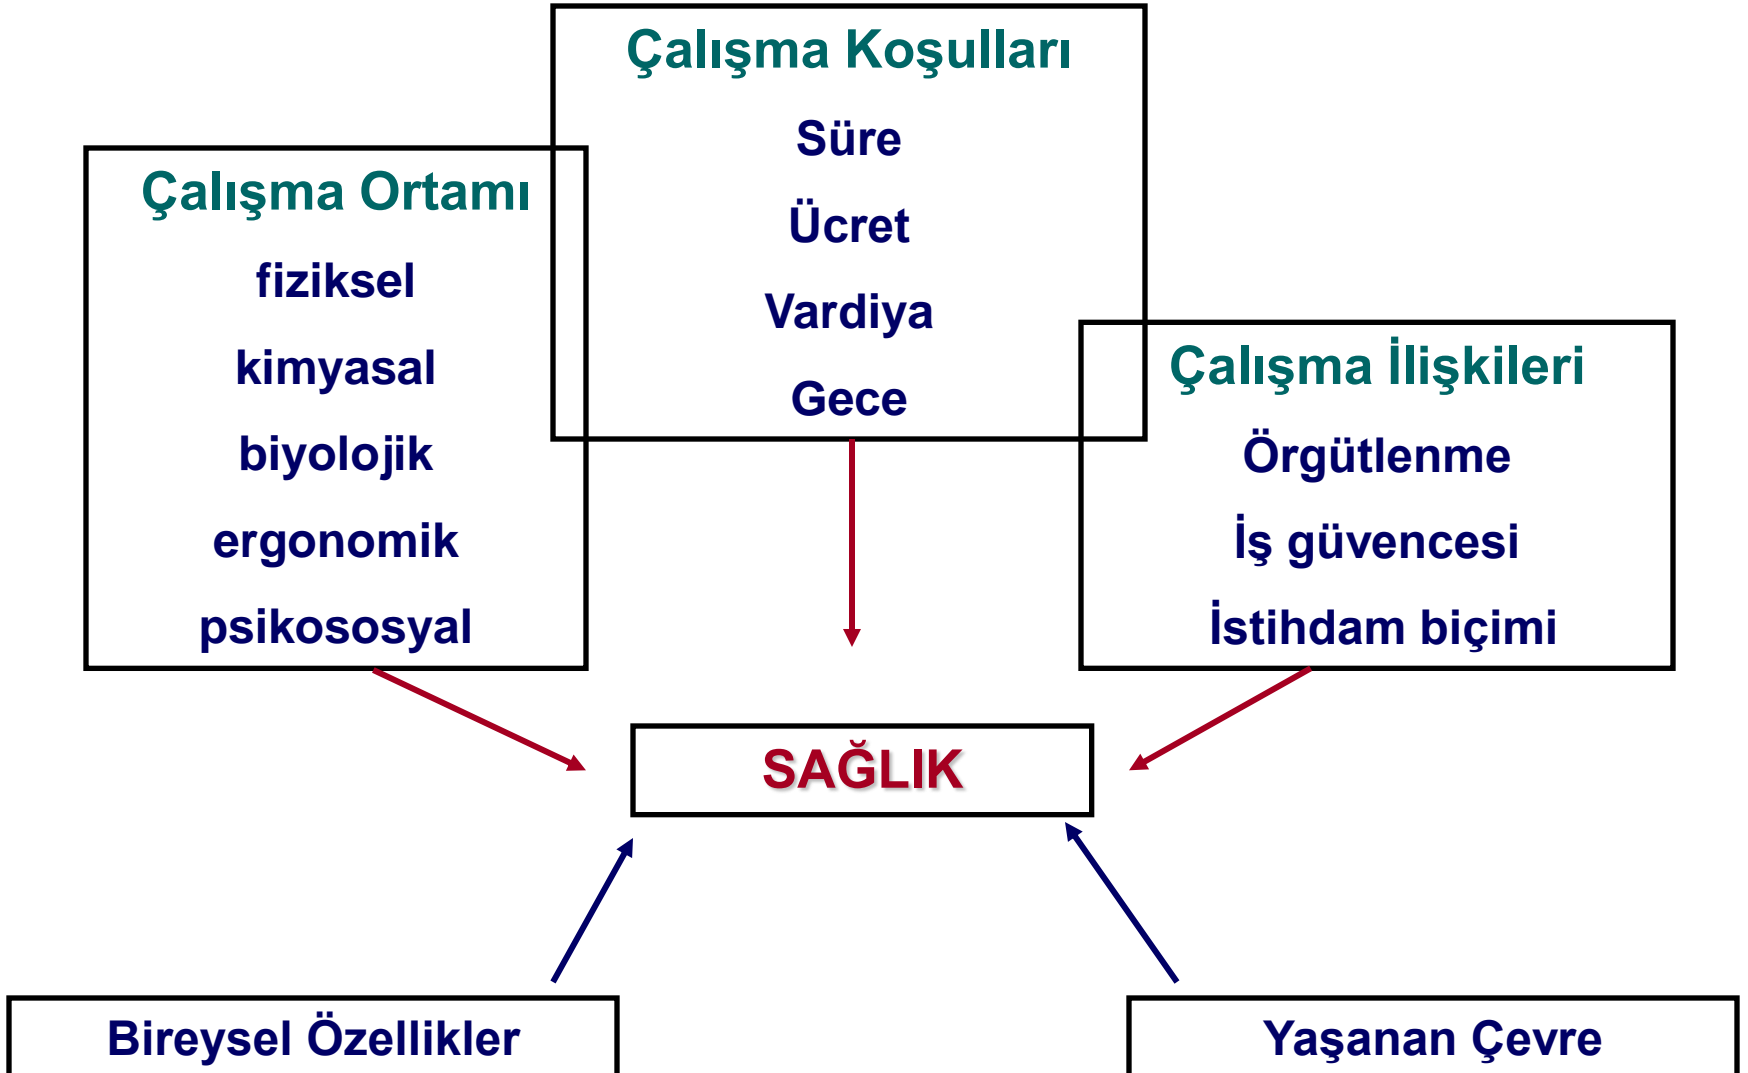 Çalışma Koşulları
Süre
Ücret
Vardiya
Gece
Çalışma Ortamı
fiziksel
kimyasal
biyolojik
ergonomik
psikososyal
Çalışma İlişkileri
Örgütlenme
İş güvencesi
İstihdam biçimi
SAĞLIK
Bireysel Özellikler
Yaşanan Çevre